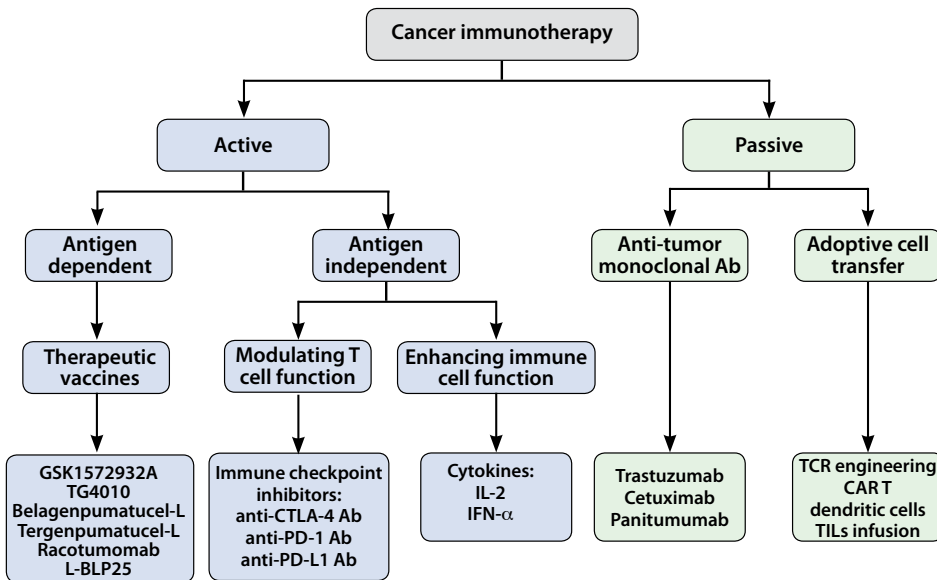 Cancer immunotherapy
Active
Passive
Antigen
dependent
Antigen
independent
Anti-tumor
monoclonal Ab
Adoptive cell
transfer
Therapeutic
vaccines
Modulating T
cell function
Enhancing immune
cell function
GSK1572932A
TG4010
Belagenpumatucel-L
Tergenpumatucel-L
Racotumomab
L-BLP25
Immune checkpoint
inhibitors:
anti-CTLA-4 Ab
anti-PD-1 Ab
anti-PD-L1 Ab
Cytokines:
IL-2
IFN-α
Trastuzumab
Cetuximab
Panitumumab
TCR engineering
CAR T
dendritic cells
TILs infusion